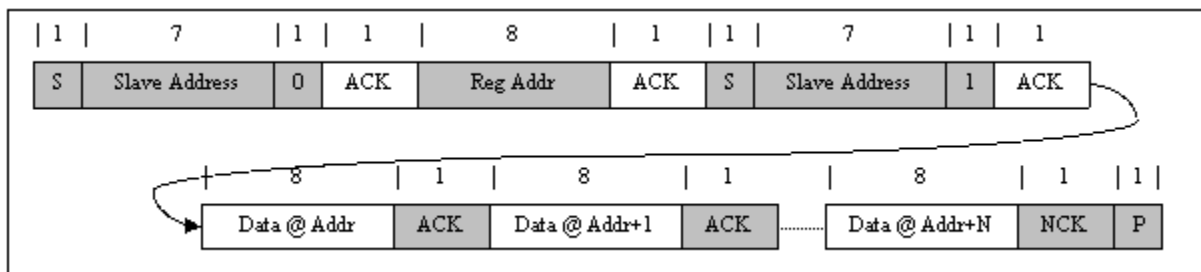 | 1 | 7 | 1 | 1 | 8 | 1 | 1 | 7 | 1 | 1
S Slave Address 0 ACK Reg Addr ACK S Slave Address 1 ACK
| 8 | 1 | 8 | 1 | 8 | 1 | 1 |
Data @ Addr ACK Data @ Addr+1 ACK Data @ Addr+N NCK P